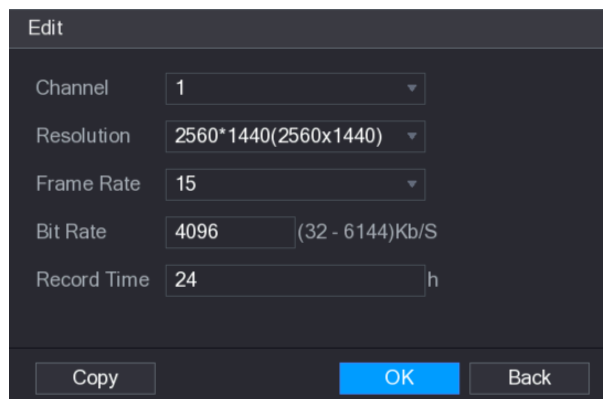 Edit
Channel 1
Resolution 2560*1440(2560x1440)
Frame Rate 15
Bit Rate 4096 (32 - 6144)Kb/S
Record Time 24 h
Copy OK Back